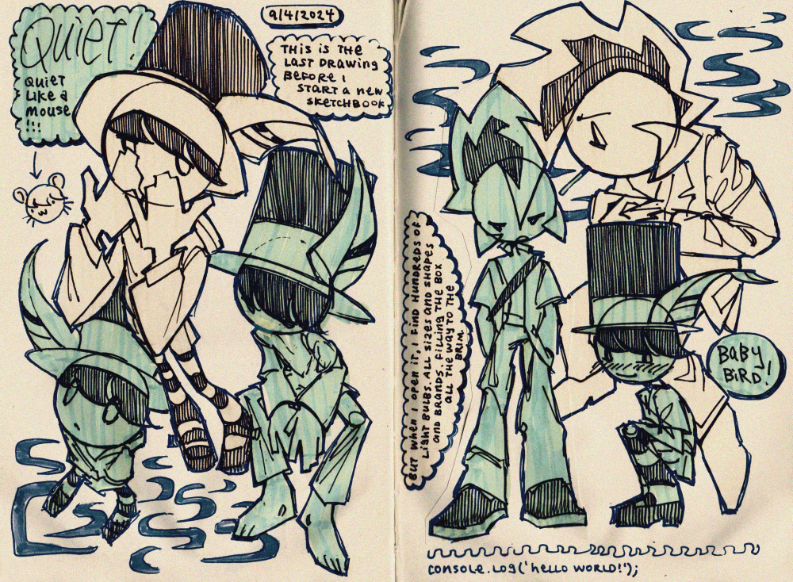 QUiET!
QUiET
Like a
mouse
!!!
9/4/2024
THiS iS THE
LAST DRAWiNG
BEFORE i
START A NEW
SKETCHBOOK
BUT WHEN i OPEN iT, i FiND HUNDREDS OF
LiGHT BULBS. ALL SiZES AND SHAPES
AND BRANDS. FiLLiNG THE BOX
ALL THE WAY TO THE
BRiM.
BABY
BiRD!
CONSOLE.LOG('HELLO WORLD!');